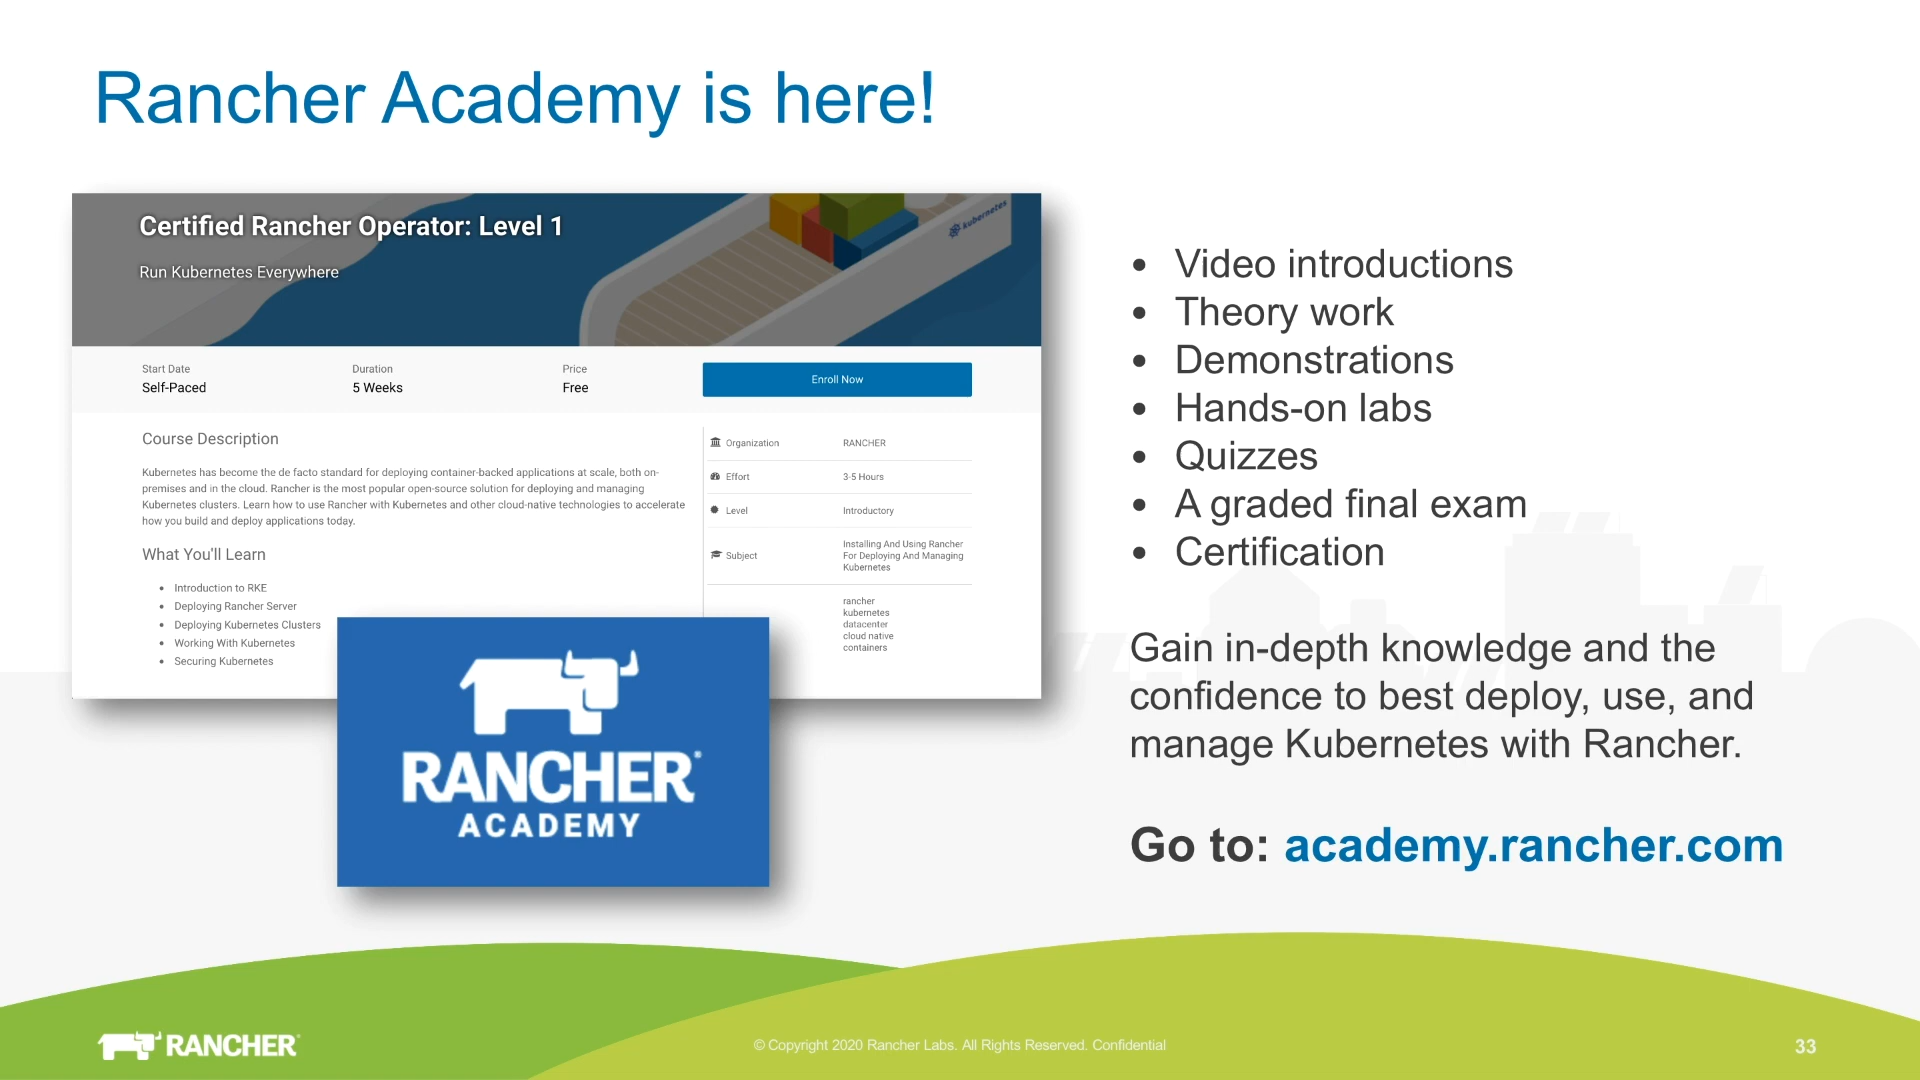 Rancher Academy is here!
Certified Rancher Operator: Level 1
Run Kubernetes Everywhere
kubernetes
Start Date
Self-Paced
Duration
5 Weeks
Price
Free
Enroll Now
Course Description
Kubernetes has become the de facto standard for deploying container-backed applications at scale, both on-
premises and in the cloud. Rancher is the most popular open-source solution for deploying and managing
Kubernetes clusters. Learn how to use Rancher with Kubernetes and other cloud-native technologies to accelerate
how you build and deploy applications today.
What You'll Learn
• Introduction to RKE
• Deploying Rancher Server
• Deploying Kubernetes Clusters
• Working With Kubernetes
• Securing Kubernetes
Organization RANCHER
Effort 3-5 Hours
Level Introductory
Subject
Installing And Using Rancher
For Deploying And Managing
Kubernetes
rancher
kubernetes
datacenter
cloud native
containers
RANCHER
ACADEMY
• Video introductions
• Theory work
• Demonstrations
• Hands-on labs
• Quizzes
• A graded final exam
• Certification
Gain in-depth knowledge and the
confidence to best deploy, use, and
manage Kubernetes with Rancher.
Go to: academy.rancher.com
RANCHER
© Copyright 2020 Rancher Labs. All Rights Reserved. Confidential
33